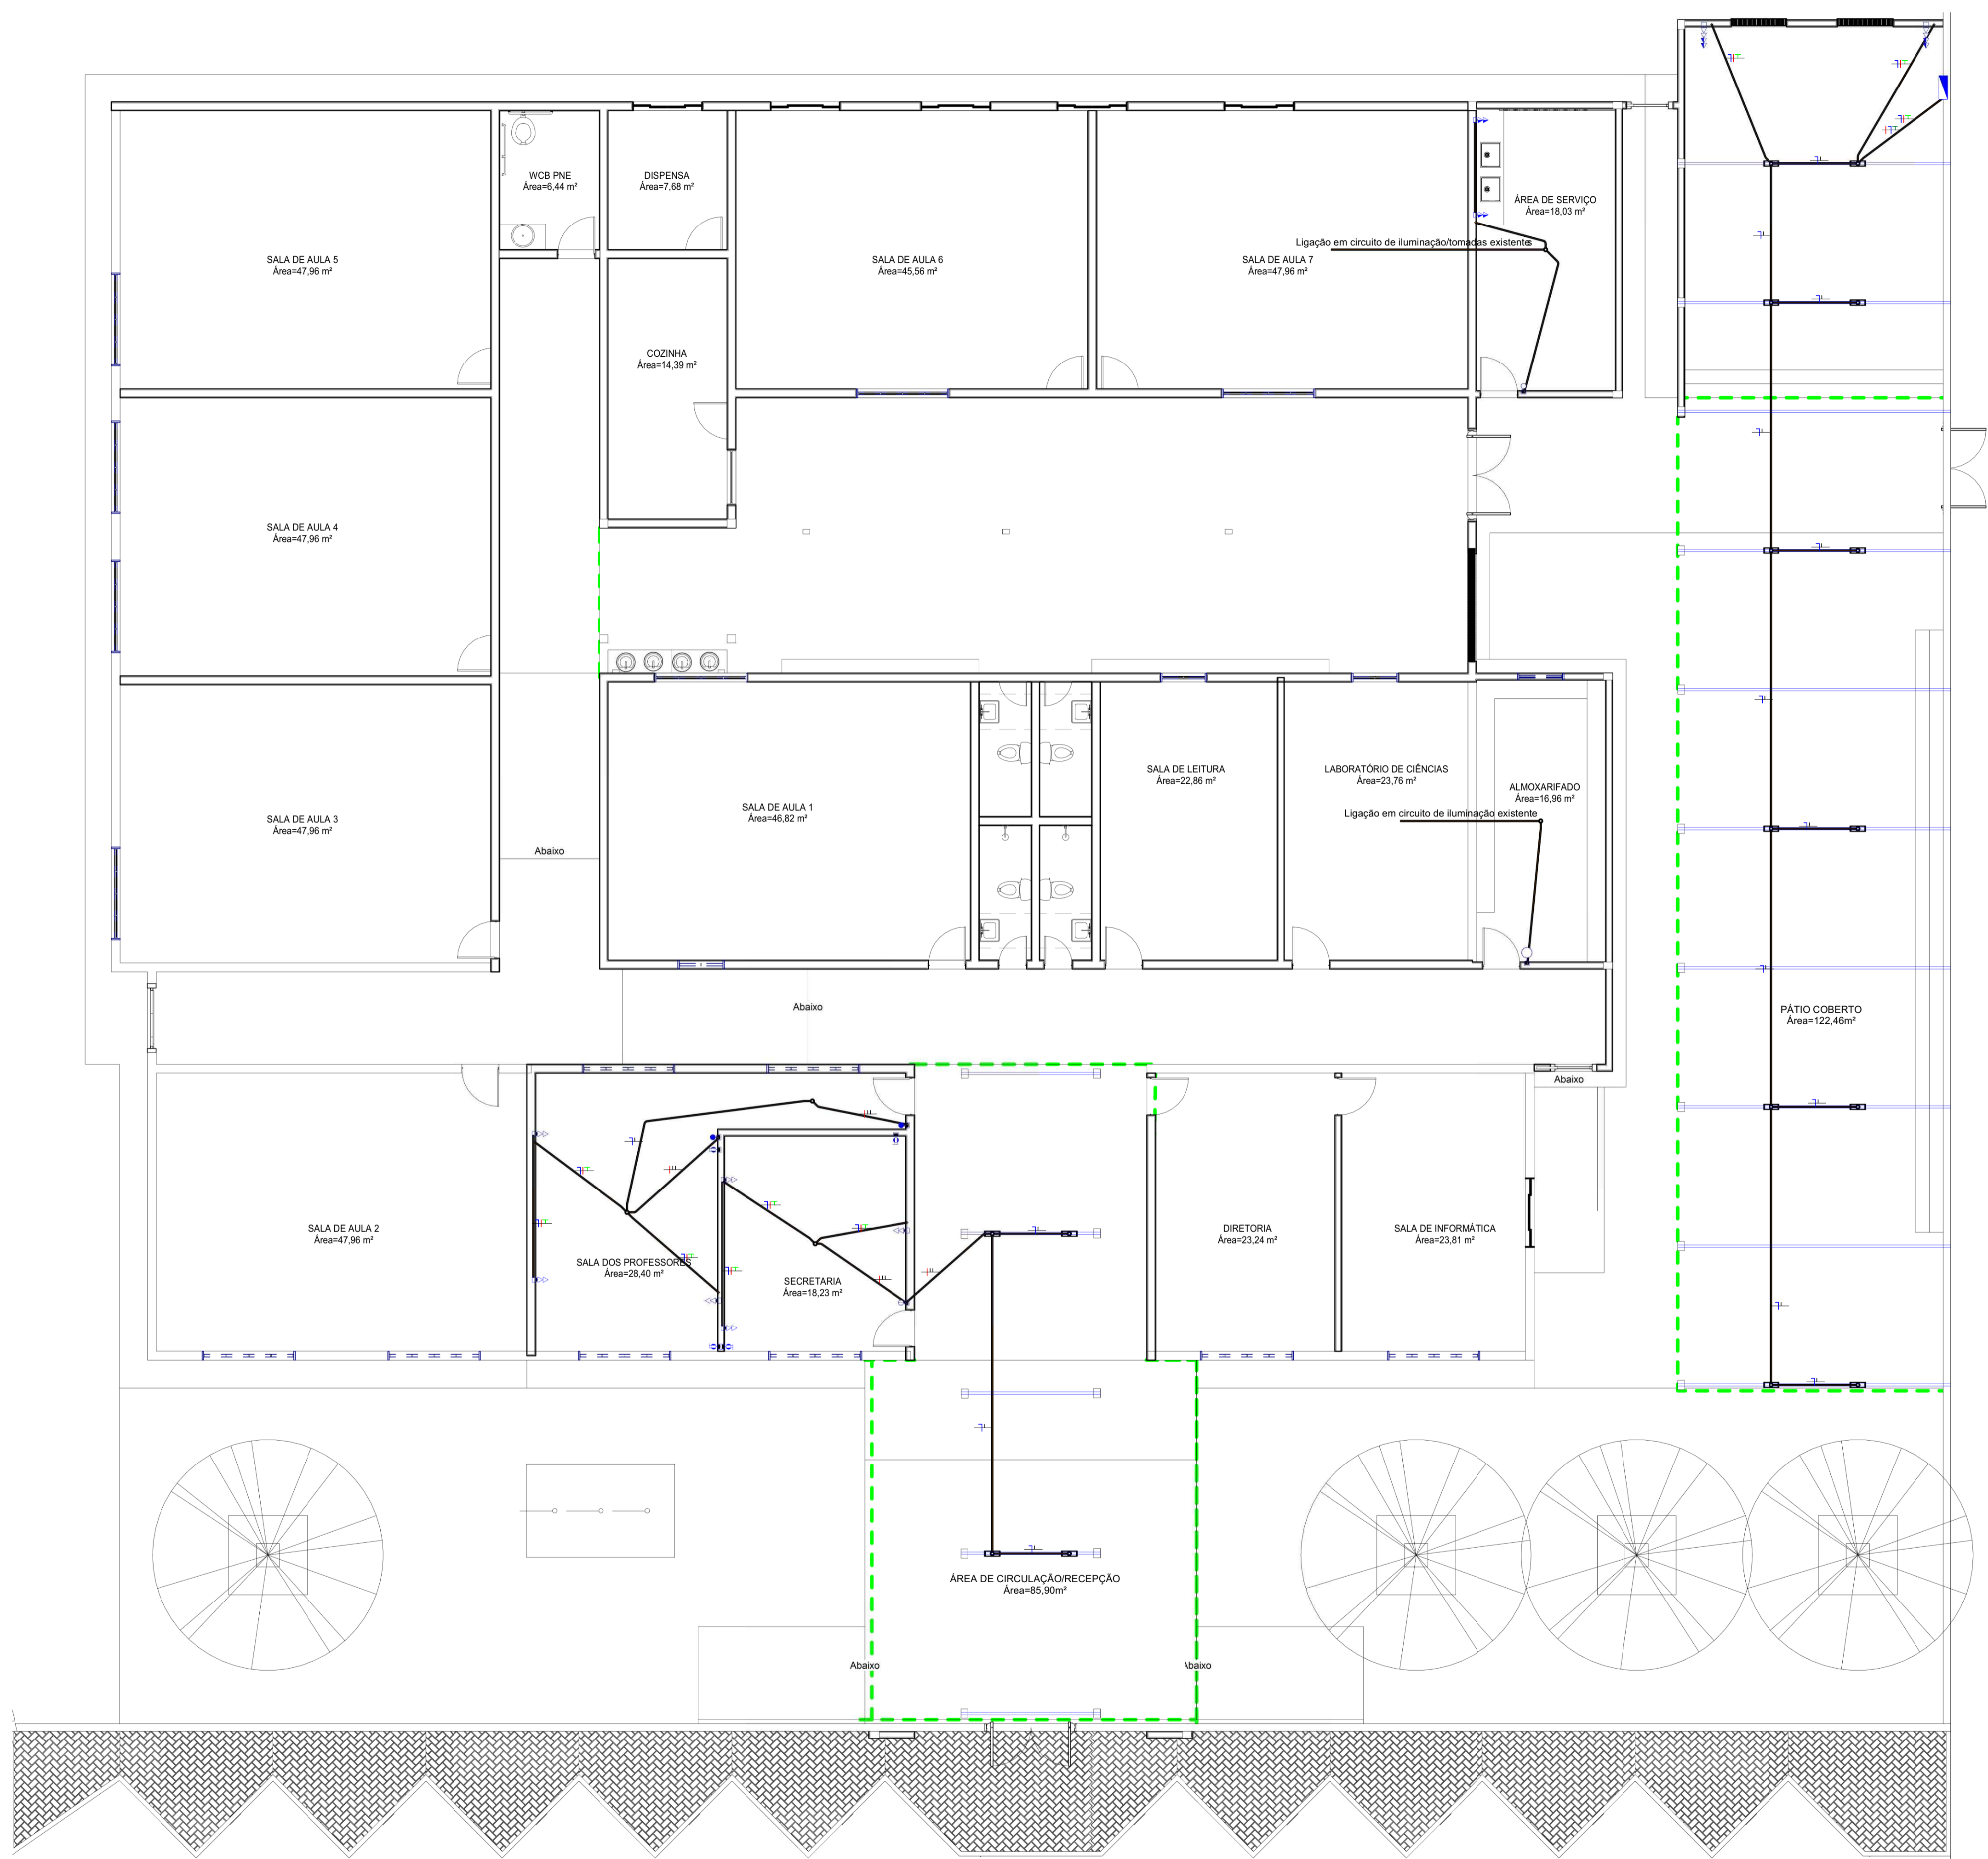 WCB PNE
Área=6,44 m²
DISPENSA
Área=7,68 m²
ÁREA DE SERVIÇO
Área=18,03 m²
Ligação em circuito de iluminação/tomadas existentes
SALA DE AULA 5
Área=47,96 m²
SALA DE AULA 6
Área=45,56 m²
SALA DE AULA 7
Área=47,96 m²
COZINHA
Área=14,39 m²
SALA DE AULA 4
Área=47,96 m²
SALA DE LEITURA
Área=22,86 m²
LABORATÓRIO DE CIÊNCIAS
Área=23,76 m²
ALMOXARIFADO
Área=16,96 m²
Ligação em circuito de iluminação existente
SALA DE AULA 1
Área=46,82 m²
SALA DE AULA 3
Área=47,96 m²
Abaixo
Abaixo
PÁTIO COBERTO
Área=122,46m²
Abaixo
SALA DE AULA 2
Área=47,96 m²
SALA DOS PROFESSORES
Área=28,40 m²
SECRETARIA
Área=18,23 m²
DIRETORIA
Área=23,24 m²
SALA DE INFORMÁTICA
Área=23,81 m²
ÁREA DE CIRCULAÇÃO/RECEPÇÃO
Área=85,90m²
Abaixo
Abaixo